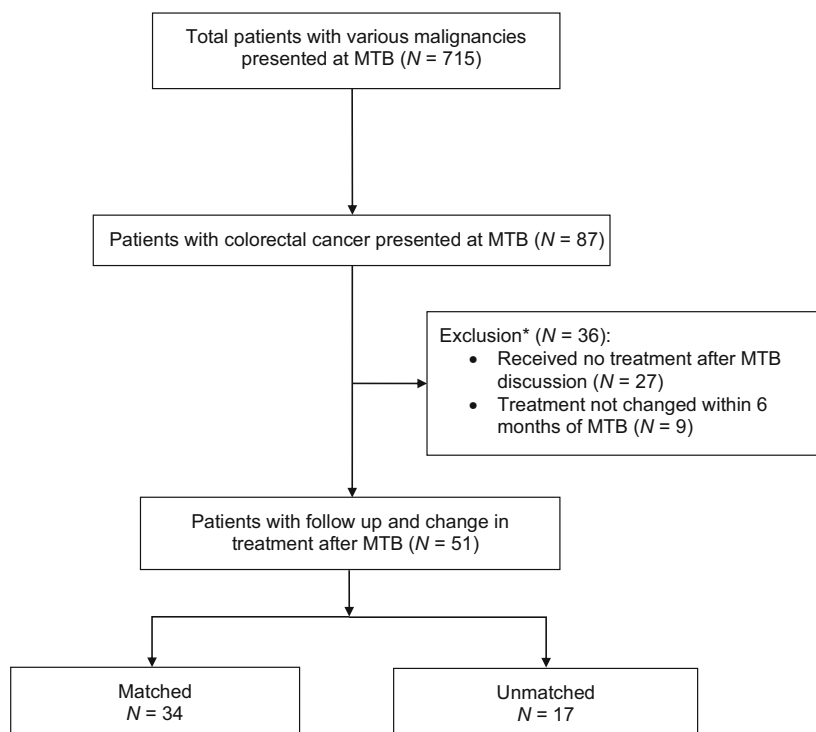 Total patients with various malignancies
presented at MTB (N = 715)
Patients with colorectal cancer presented at MTB (N = 87)
Exclusion* (N = 36):
• Received no treatment after MTB
discussion (N = 27)
• Treatment not changed within 6
months of MTB (N = 9)
Patients with follow up and change in
treatment after MTB (N = 51)
Matched
N = 34
Unmatched
N = 17